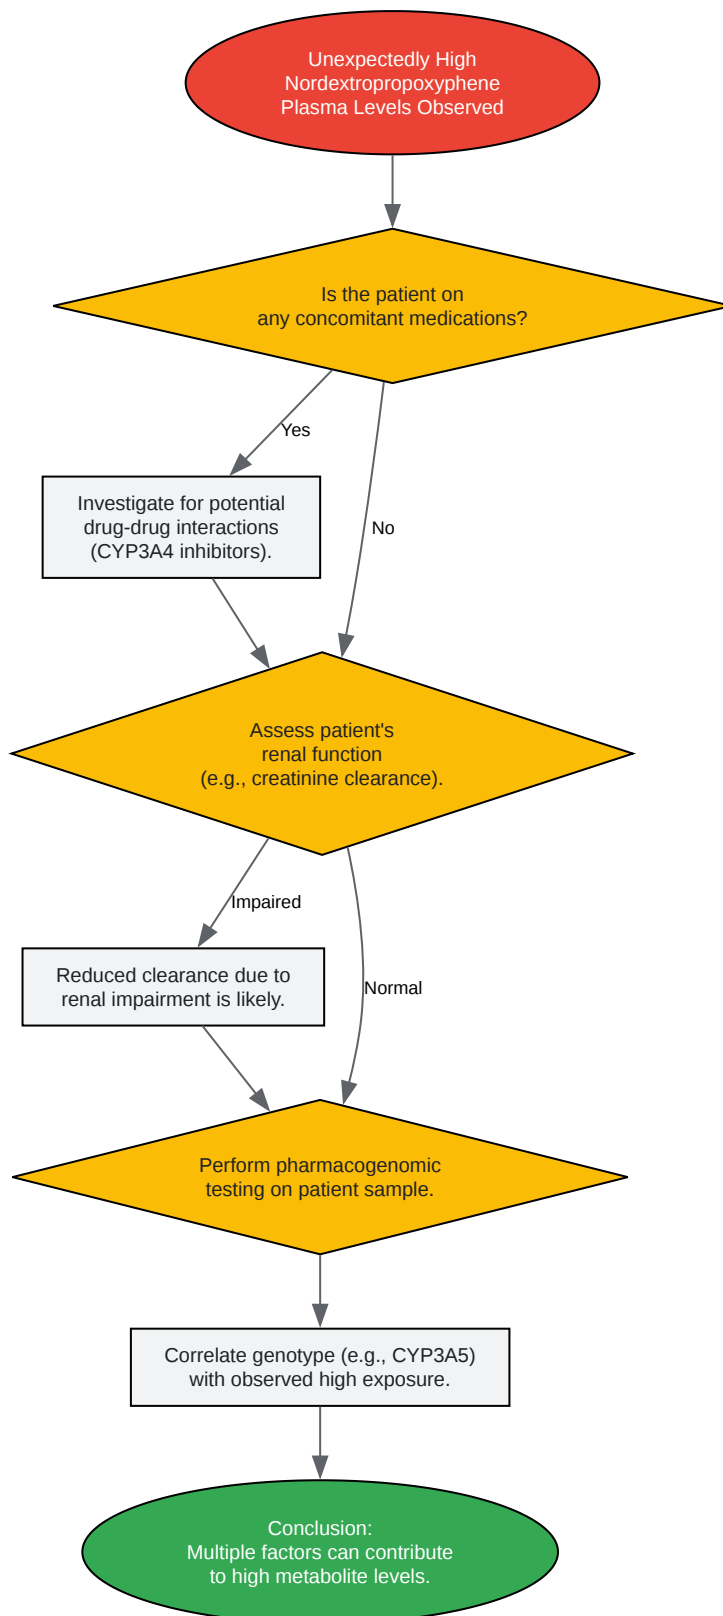 Unexpectedly High
Nordextropropoxyphene
Plasma Levels Observed
Is the patient on
any concomitant medications?
Yes
Investigate for potential
drug-drug interactions
(CYP3A4 inhibitors).
No
Assess patient's
renal function
(e.g., creatinine clearance).
Impaired
Reduced clearance due to
renal impairment is likely.
Normal
Perform pharmacogenomic
testing on patient sample.
Correlate genotype (e.g., CYP3A5)
with observed high exposure.
Conclusion:
Multiple factors can contribute
to high metabolite levels.